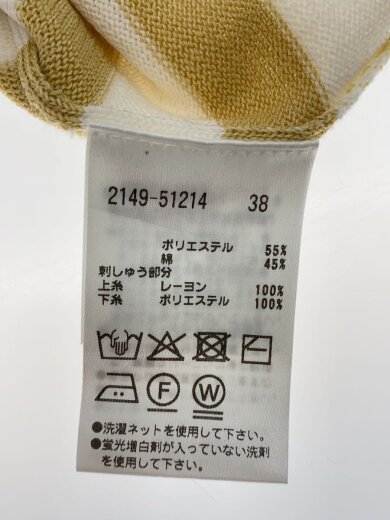 2149-51214 38
ポリエステル 55%
綿 45%
刺しゅう部分
上糸 レーヨン 100%
下糸 ポリエステル 100%
F W
●洗濯ネットを使用して下さい。
●蛍光増白剤が入っていない洗剤
を使用して下さい。